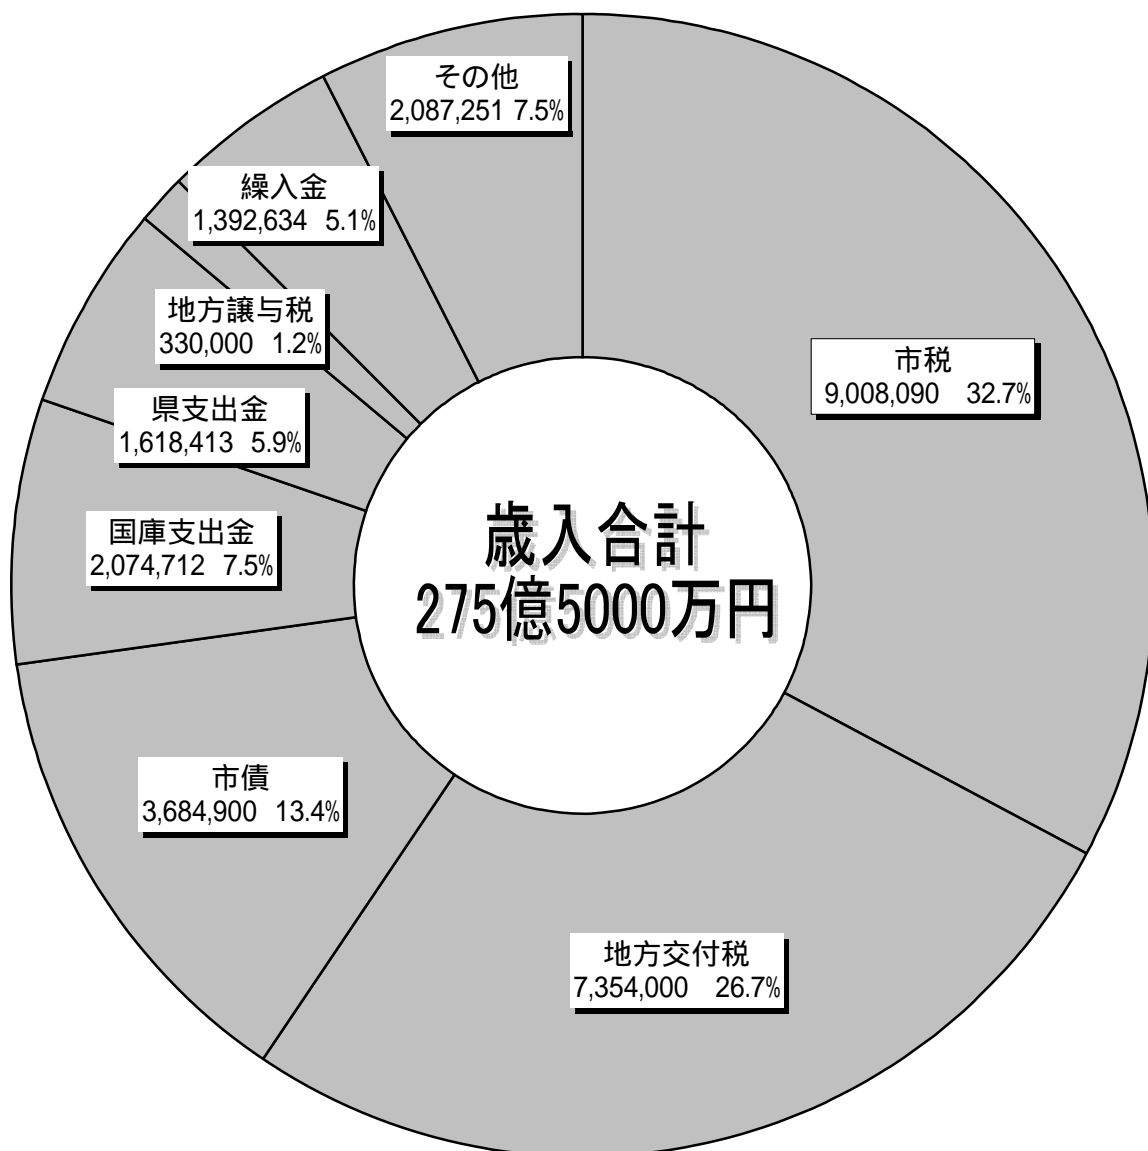 その他
2,087,251 7.5%
繰入金
1,392,634 5.1%
地方譲与税
330,000 1.2%
市税
9,008,090 32.7%
県支出金
1,618,413 5.9%
歳入合計
275億5000万円
国庫支出金
2,074,712 7.5%
市債
3,684,900 13.4%
地方交付税
7,354,000 26.7%